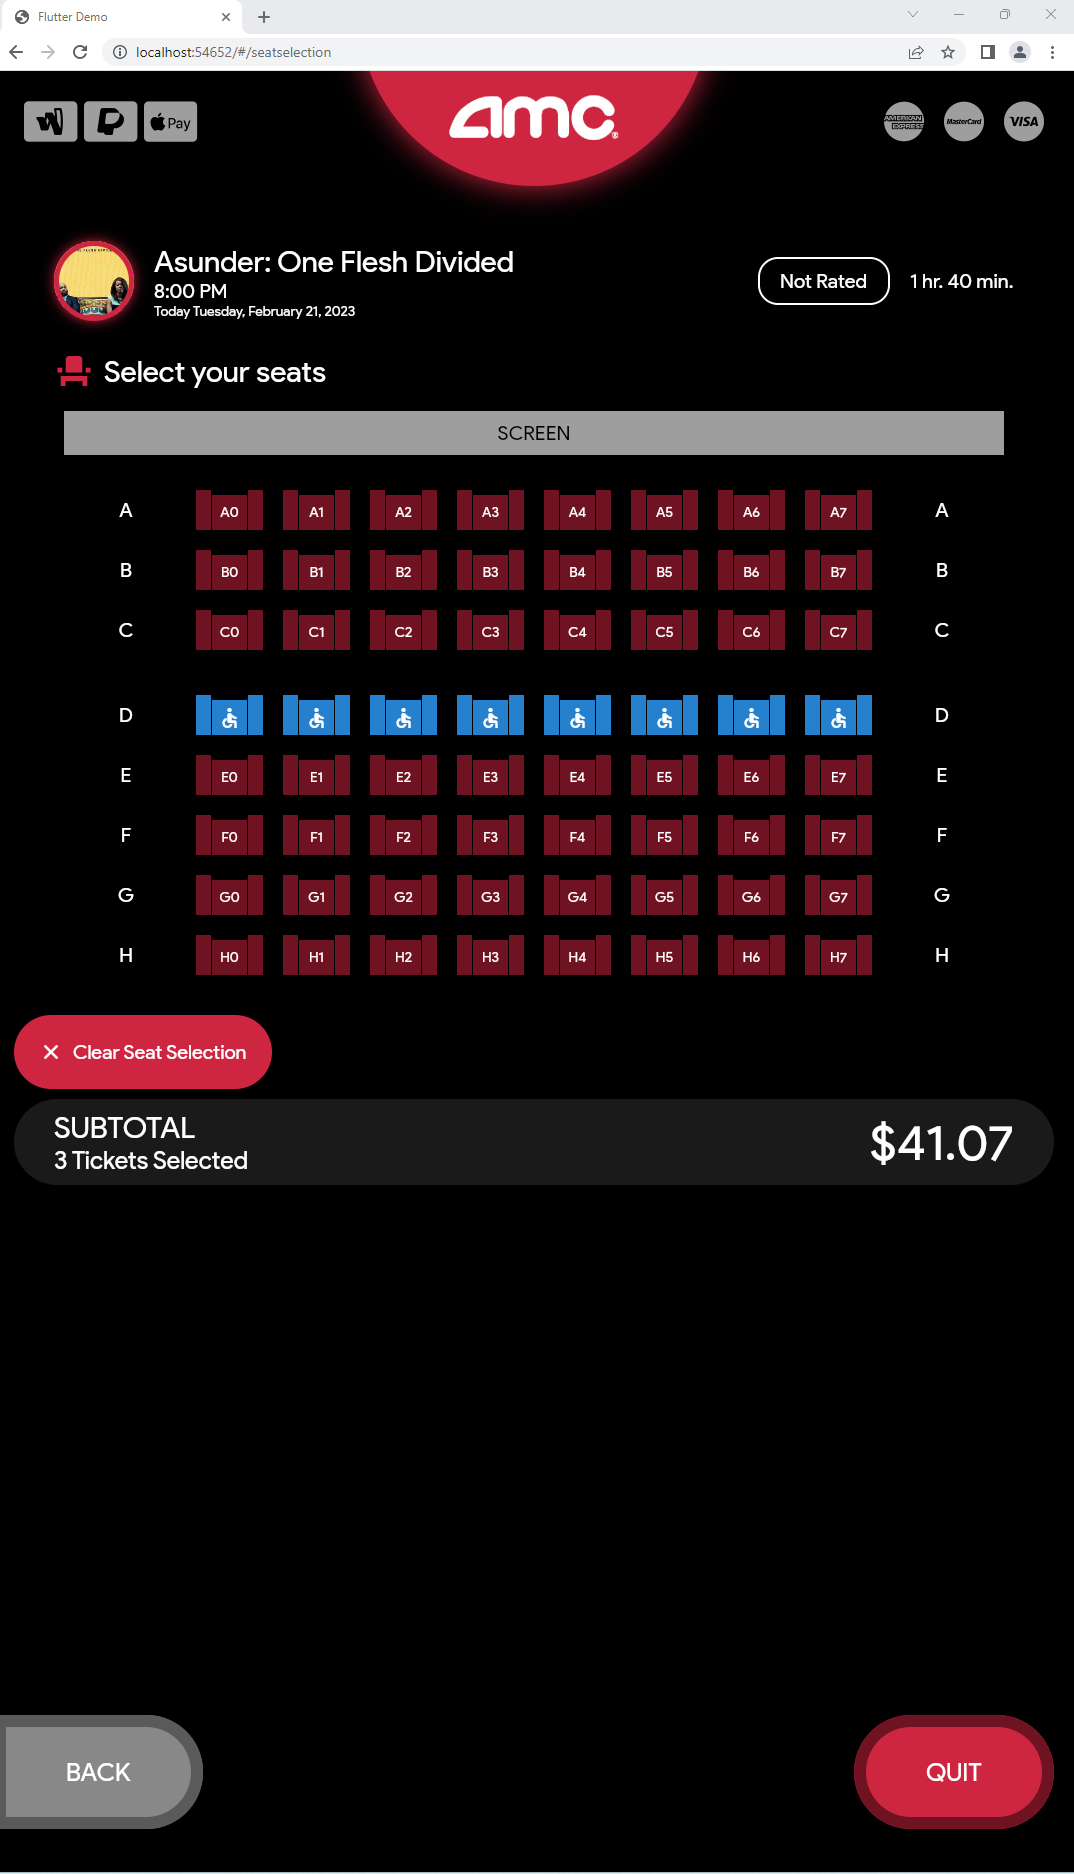 Flutter Demo
localhost:54652/#/seatselection
Pay
amc
AMERICAN EXPRESS
MasterCard
VISA
Asunder: One Flesh Divided
8:00 PM
Today Tuesday, February 21, 2023
Not Rated
1 hr. 40 min.
Select your seats
SCREEN
A A0 A1 A2 A3 A4 A5 A6 A7 A
B B0 B1 B2 B3 B4 B5 B6 B7 B
C C0 C1 C2 C3 C4 C5 C6 C7 C
D D
E E0 E1 E2 E3 E4 E5 E6 E7 E
F F0 F1 F2 F3 F4 F5 F6 F7 F
G G0 G1 G2 G3 G4 G5 G6 G7 G
H H0 H1 H2 H3 H4 H5 H6 H7 H
Clear Seat Selection
SUBTOTAL
3 Tickets Selected
$41.07
BACK
QUIT